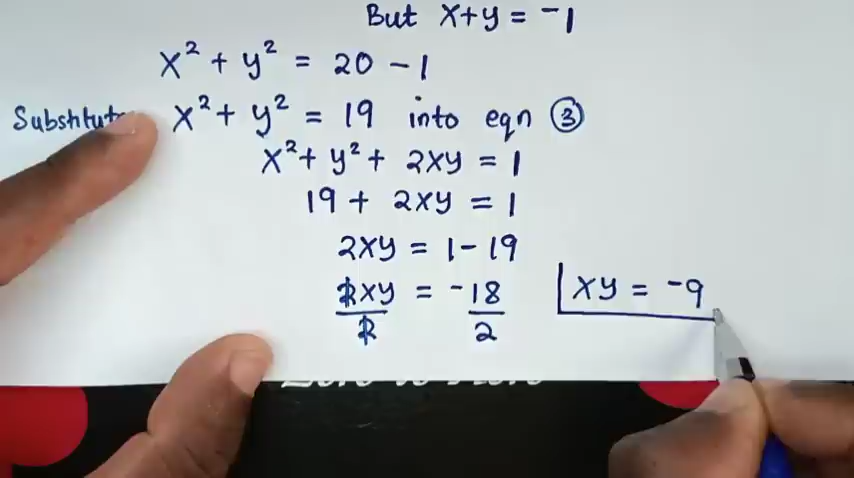 But x+y = -1
x² + y² = 20 - 1
x² + y² = 19 into eqn ③
x² + y² + 2xy = 1
19 + 2xy = 1
2xy = 1 - 19
2xy/2 = -18/2
xy = -9